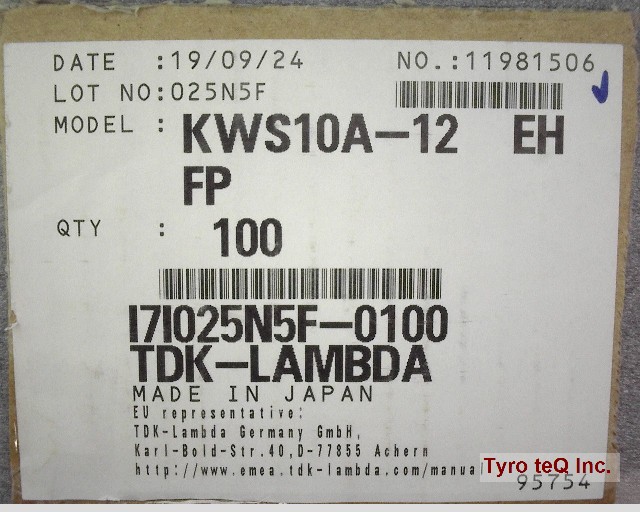 DATE : 19/09/24 NO.:11981506
LOT NO:025N5F
MODEL : KWS10A-12 EH
FP
QTY : 100
I7I025N5F-0100
TDK-LAMBDA
MADE IN JAPAN
EU representative:
TDK-Lambda Germany GmbH,
Karl-Bold-Str.40,D-77855 Achern
http://www.emea.tdk-lambda.com/manual
Tyro teQ Inc.
95754